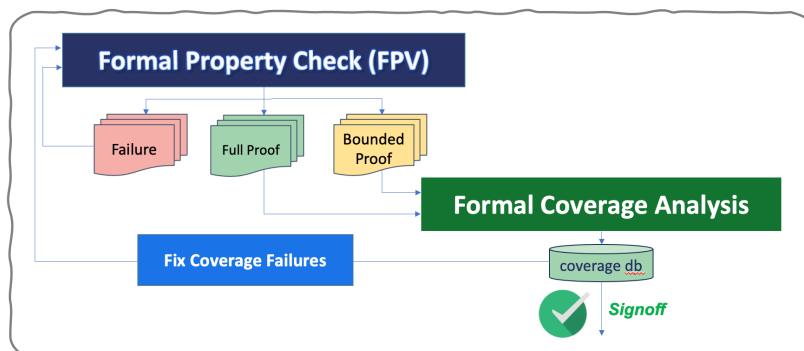 Formal Property Check (FPV)
Failure
Full Proof
Bounded
Proof
Formal Coverage Analysis
Fix Coverage Failures
coverage db
Signoff